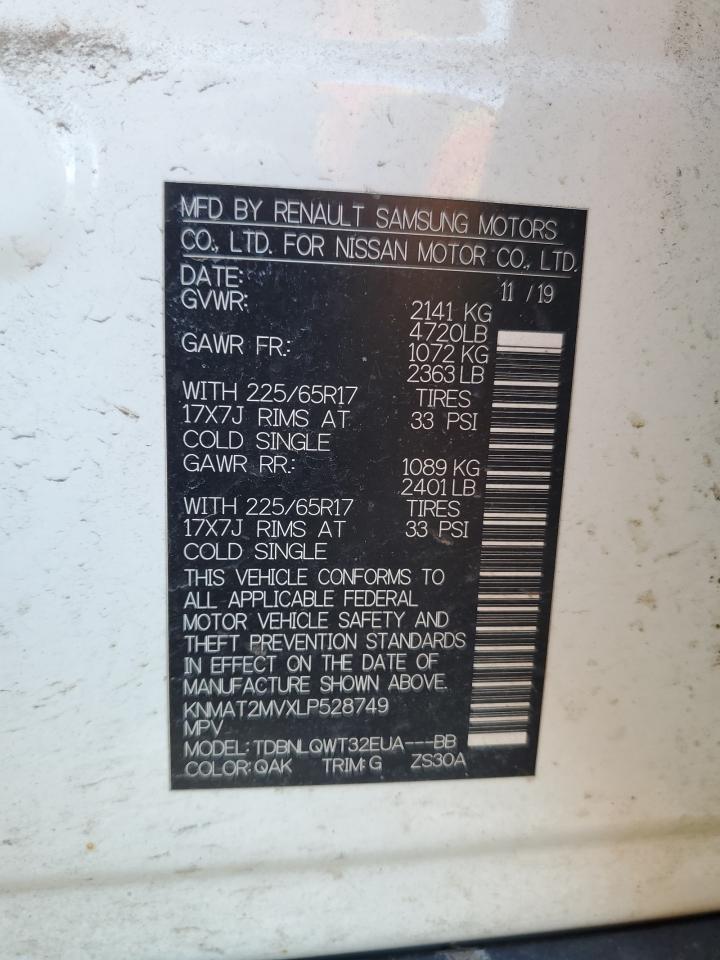 MFD BY RENAULT SAMSUNG MOTORS
CO., LTD. FOR NISSAN MOTOR CO., LTD.
DATE: 11 /19
GVWR: 2141 KG
4720LB
GAWR FR.: 1072 KG
2363 LB
WITH 225/65R17 TIRES
17X7J RIMS AT 33 PSI
COLD SINGLE
GAWR RR.: 1089 KG
2401 LB
WITH 225/65R17 TIRES
17X7J RIMS AT 33 PSI
COLD SINGLE
THIS VEHICLE CONFORMS TO
ALL APPLICABLE FEDERAL
MOTOR VEHICLE SAFETY AND
THEFT PREVENTION STANDARDS
IN EFFECT ON THE DATE OF
MANUFACTURE SHOWN ABOVE.
KNMAT2MVXLP528749
MPV
MODEL: TDBNLQWT32EUA---BB
COLOR: QAK TRIM: G ZS30A